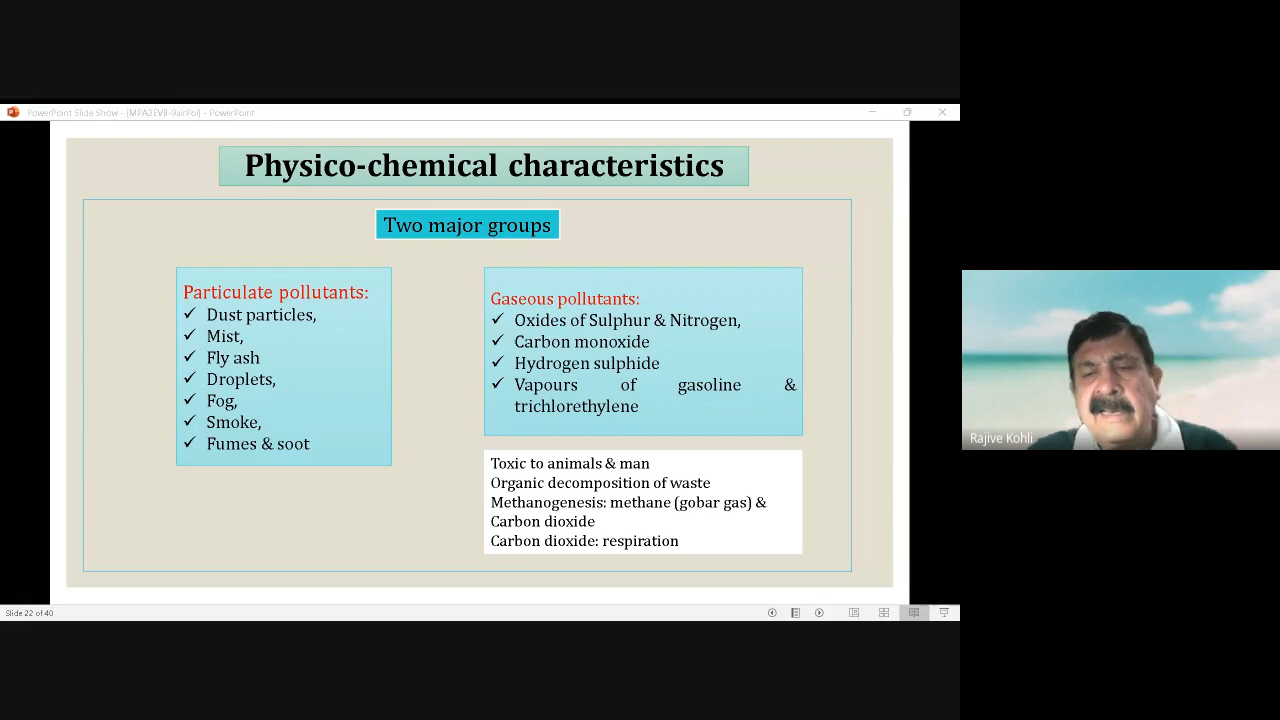 PowerPoint Slide Show - [MPA2EVB-9airPol] - PowerPoint
Physico-chemical characteristics
Two major groups
Particulate pollutants:
✓ Dust particles,
✓ Mist,
✓ Fly ash
✓ Droplets,
✓ Fog,
✓ Smoke,
✓ Fumes & soot
Gaseous pollutants:
✓ Oxides of Sulphur & Nitrogen,
✓ Carbon monoxide
✓ Hydrogen sulphide
✓ Vapours of gasoline &
trichlorethylene
Toxic to animals & man
Organic decomposition of waste
Methanogenesis: methane (gobar gas) &
Carbon dioxide
Carbon dioxide: respiration
Rajive Kohli
Slide 22 of 40